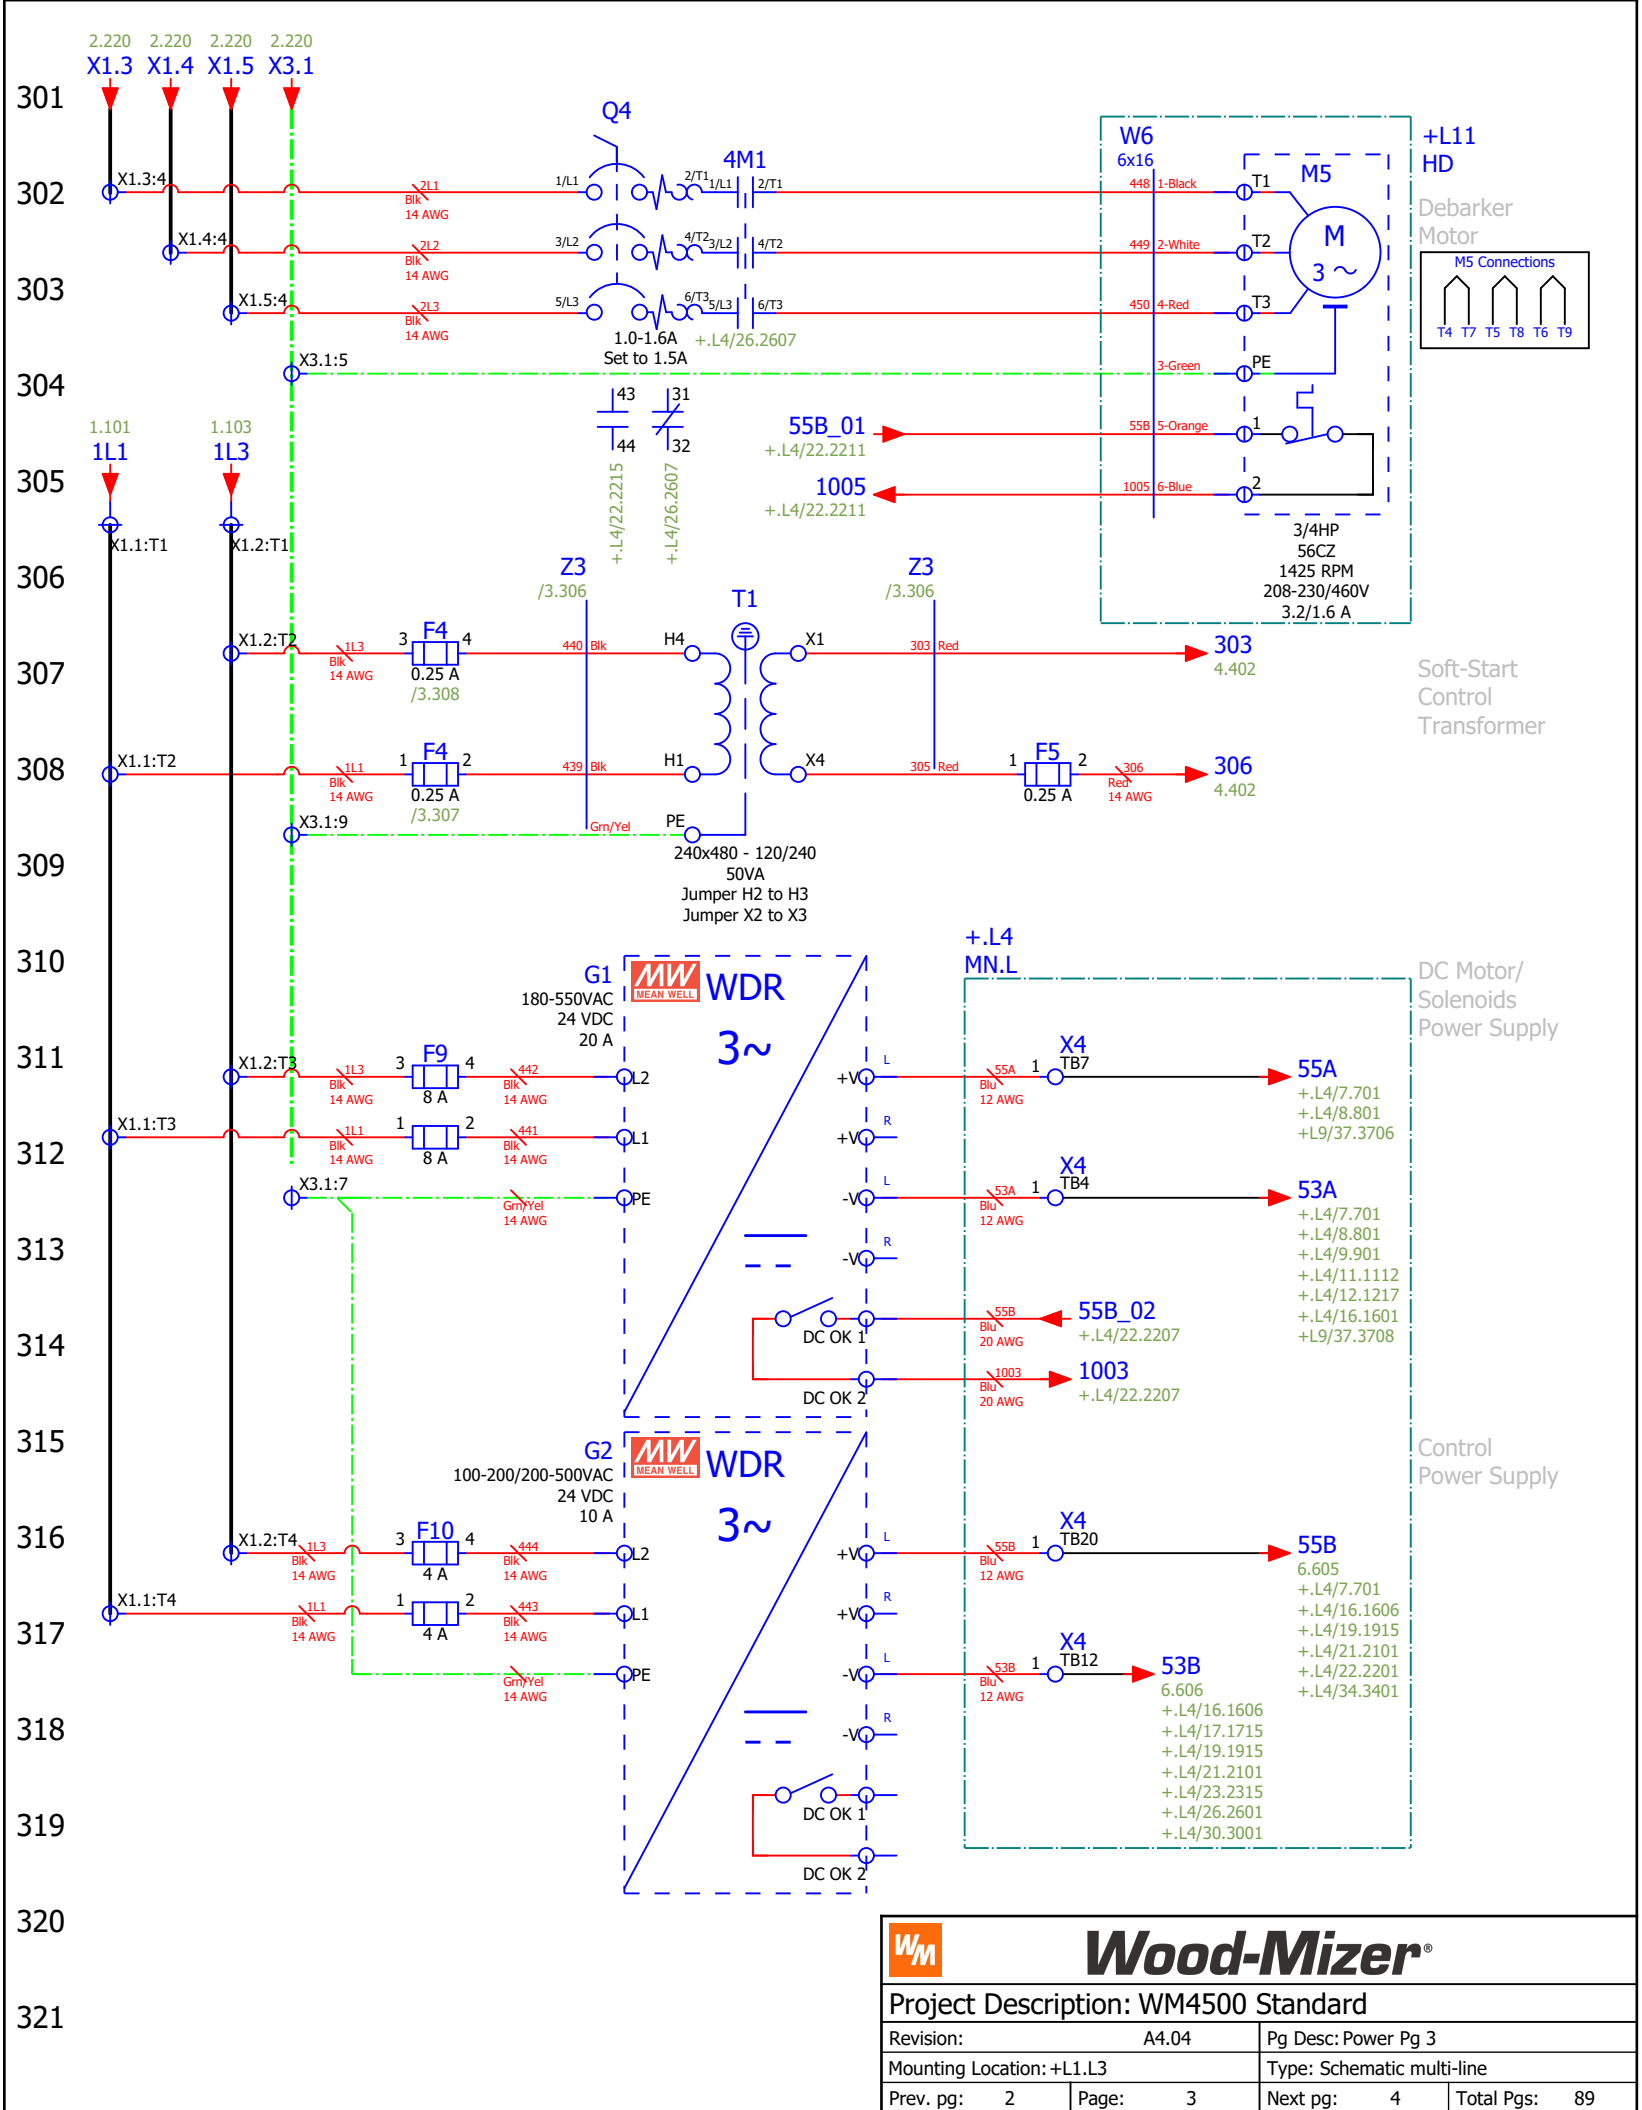 2.220 2.220 2.220 2.220
X1.3 X1.4 X1.5 X3.1
301
Q4
W6
6x16
+L11
HD
4M1
M5
302
X1.3:4
2L1
Blk
14 AWG
1/L1
2/T1
1/L1
2/T1
448 1-Black
T1
Debarker
Motor
X1.4:4
2L2
Blk
14 AWG
3/L2
4/T2
3/L2
4/T2
449 2-White
T2
M
3 ~
M5 Connections
T4 T7 T5 T8 T6 T9
303
X1.5:4
2L3
Blk
14 AWG
5/L3
6/T3
5/L3
6/T3
450 4-Red
T3
1.0-1.6A
Set to 1.5A
+.L4/26.2607
304
X3.1:5
3-Green
PE
43
44
+.L4/22.2215
31
32
+.L4/26.2607
1.101
1L1
1.103
1L3
55B_01
+.L4/22.2211
55B 5-Orange
1
305
1005
+.L4/22.2211
1005 6-Blue
2
X1.1:T1
X1.2:T1
3/4HP
56CZ
1425 RPM
208-230/460V
3.2/1.6 A
306
Z3
/3.306
T1
Z3
/3.306
307
X1.2:T2
1L3
Blk
14 AWG
3 F4 4
0.25 A
/3.308
440 Blk
H4
X1
303 Red
303
4.402
Soft-Start
Control
Transformer
308
X1.1:T2
1L1
Blk
14 AWG
1 F4 2
0.25 A
/3.307
439 Blk
H1
X4
305 Red
1 F5 2
0.25 A
306
Red
14 AWG
306
4.402
X3.1:9
Grn/Yel
PE
309
240x480 - 120/240
50VA
Jumper H2 to H3
Jumper X2 to X3
310
+.L4
MN.L
G1
180-550VAC
24 VDC
20 A
MW
MEAN WELL
WDR
3~
DC Motor/
Solenoids
Power Supply
311
X1.2:T3
1L3
Blk
14 AWG
3 F9 4
8 A
442
Blk
14 AWG
L2
+V
L
55A
Blu
12 AWG
1
X4
TB7
55A
+.L4/7.701
+.L4/8.801
+L9/37.3706
312
X1.1:T3
1L1
Blk
14 AWG
1 2
8 A
441
Blk
14 AWG
L1
+V
R
X3.1:7
Grn/Yel
14 AWG
PE
-V
L
53A
Blu
12 AWG
1
X4
TB4
53A
+.L4/7.701
+.L4/8.801
+.L4/9.901
+.L4/11.1112
+.L4/12.1217
+.L4/16.1601
+L9/37.3708
313
-V
R
314
DC OK 1
55B
Blu
20 AWG
55B_02
+.L4/22.2207
DC OK 2
1003
Blu
20 AWG
1003
+.L4/22.2207
315
G2
100-200/200-500VAC
24 VDC
10 A
MW
MEAN WELL
WDR
3~
Control
Power Supply
316
X1.2:T4
1L3
Blk
14 AWG
3 F10 4
4 A
444
Blk
14 AWG
L2
+V
L
55B
Blu
12 AWG
1
X4
TB20
55B
6.605
+.L4/7.701
+.L4/16.1606
+.L4/19.1915
+.L4/21.2101
+.L4/22.2201
+.L4/34.3401
317
X1.1:T4
1L1
Blk
14 AWG
1 2
4 A
443
Blk
14 AWG
L1
+V
R
Grn/Yel
14 AWG
PE
-V
L
53B
Blu
12 AWG
1
X4
TB12
53B
6.606
+.L4/16.1606
+.L4/17.1715
+.L4/19.1915
+.L4/21.2101
+.L4/23.2315
+.L4/26.2601
+.L4/30.3001
318
-V
R
319
DC OK 1
DC OK 2
320
321
WM
Wood-Mizer®
Project Description: WM4500 Standard
Revision: A4.04
Pg Desc: Power Pg 3
Mounting Location: +L1.L3
Type: Schematic multi-line
Prev. pg: 2
Page: 3
Next pg: 4
Total Pgs: 89